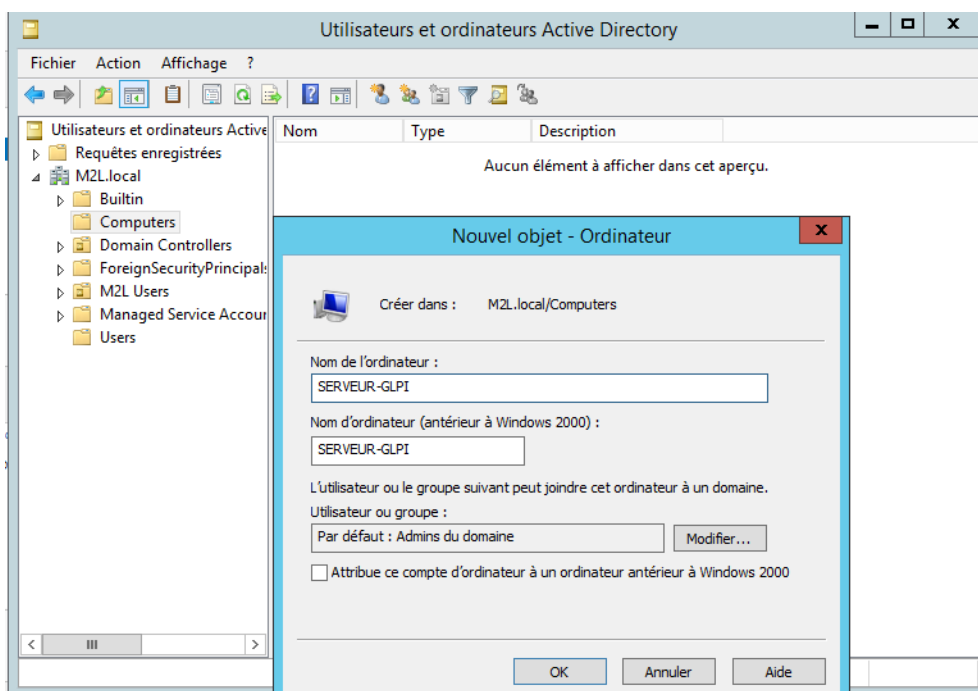 Utilisateurs et ordinateurs Active Directory
Fichier Action Affichage ?
Utilisateurs et ordinateurs Active
Nom Type Description
Requêtes enregistrées
Aucun élément à afficher dans cet aperçu.
M2L.local
Builtin
Computers
Domain Controllers
ForeignSecurityPrincipals
M2L Users
Managed Service Accour
Users
Nouvel objet - Ordinateur
x
Créer dans : M2L.local/Computers
Nom de l'ordinateur :
SERVEUR-GLPI
Nom d'ordinateur (antérieur à Windows 2000) :
SERVEUR-GLPI
L'utilisateur ou le groupe suivant peut joindre cet ordinateur à un domaine.
Utilisateur ou groupe :
Par défaut : Admins du domaine
Modifier...
Attribue ce compte d'ordinateur à un ordinateur antérieur à Windows 2000
OK Annuler Aide